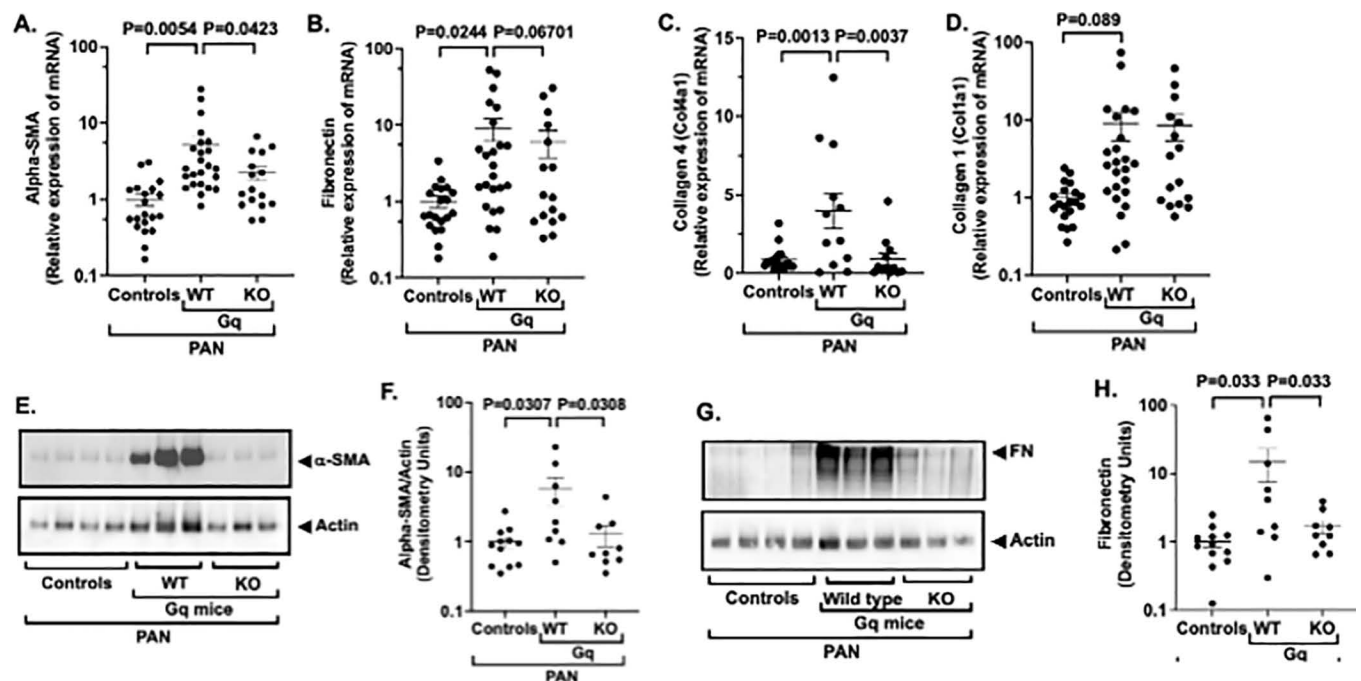 A.
P=0.0054 P=0.0423
Alpha-SMA
(Relative expression of mRNA)
100
10
1
0.1
Controls WT KO
Gq
PAN
B.
P=0.0244 P=0.06701
Fibronectin
(Relative expression of mRNA)
100
10
1
0.1
Controls WT KO
Gq
PAN
C.
P=0.0013 P=0.0037
Collagen 4 (Col4a1)
(Relative expression of mRNA)
15
10
5
0
Controls WT KO
Gq
PAN
D.
P=0.089
Collagen 1 (Col1a1)
(Relative expression of mRNA)
100
10
1
0.1
Controls WT KO
Gq
PAN
E.
α-SMA
Actin
Controls WT KO
Gq mice
PAN
F.
P=0.0307 P=0.0308
Alpha-SMA/Actin
(Densitometry Units)
100
10
1
0.1
Controls WT KO
Gq
PAN
G.
FN
Actin
Controls Wild type KO
Gq mice
PAN
H.
P=0.033 P=0.033
Fibronectin
(Densitometry Units)
100
10
1
0.1
Controls WT KO
Gq